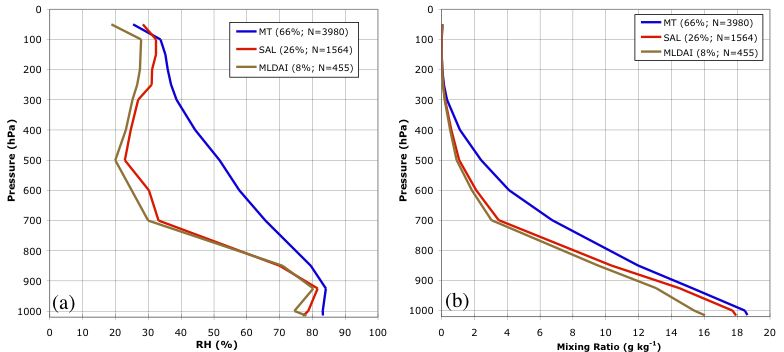 0
100
200
300
400
500
600
700
800
900
1000
Pressure (hPa)
MT (66%; N=3980)
SAL (26%; N=1564)
MLDAI (8%; N=455)
(a)
0 10 20 30 40 50 60 70 80 90 100
RH (%)
0
100
200
300
400
500
600
700
800
900
1000
Pressure (hPa)
MT (66%; N=3980)
SAL (26%; N=1564)
MLDAI (8%; N=455)
(b)
0 2 4 6 8 10 12 14 16 18 20
Mixing Ratio (g kg⁻¹)